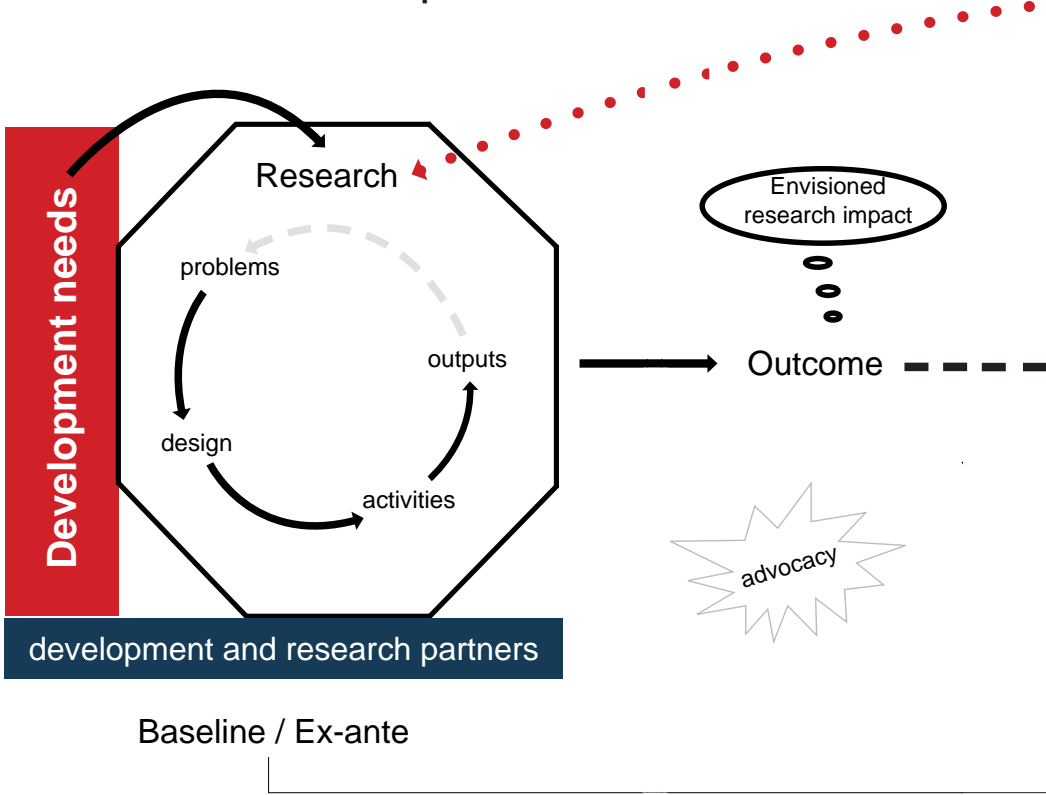 Research
Development needs
problems
outputs
design
activities
Envisioned
research impact
Outcome
advocacy
development and research partners
Baseline / Ex-ante